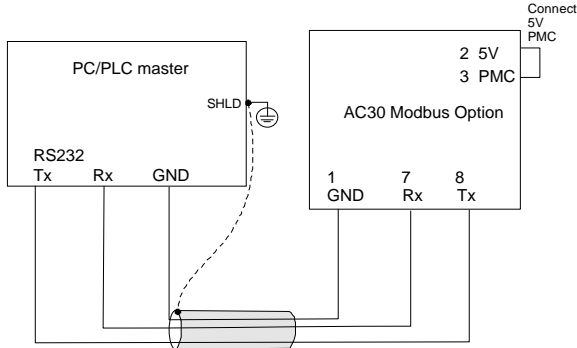 Connect
5V
PMC
2 5V
3 PMC
PC/PLC master
SHLD
AC30 Modbus Option
RS232
Tx Rx GND
1 7 8
GND Rx Tx